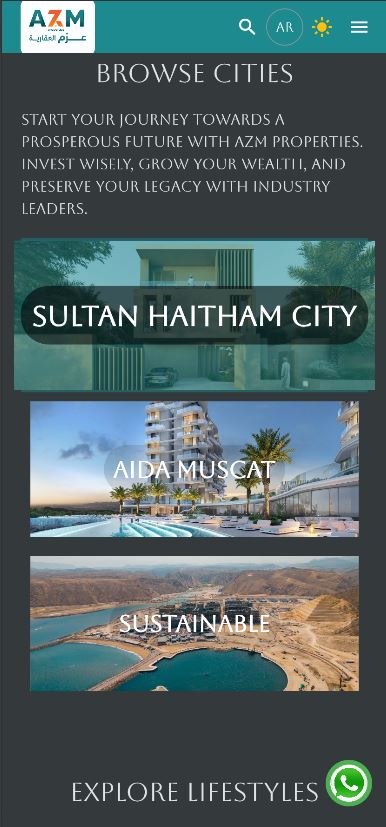 AZM
عزم العقارية
AR
BROWSE CITIES
START YOUR JOURNEY TOWARDS A
PROSPEROUS FUTURE WITH AZM PROPERTIES.
INVEST WISELY, GROW YOUR WEALTH, AND
PRESERVE YOUR LEGACY WITH INDUSTRY
LEADERS.
SULTAN HAITHAM CITY
AIDA MUSCAT
SUSTAINABLE
EXPLORE LIFESTYLES